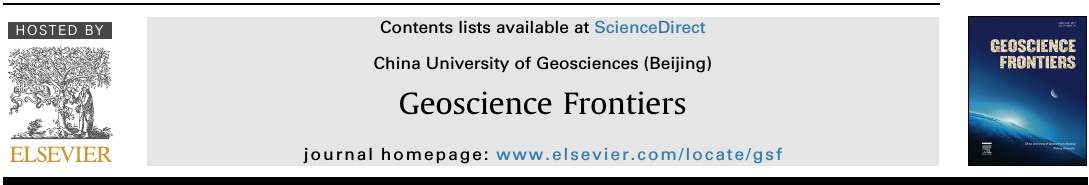 HOSTED BY
ELSEVIER
Contents lists available at ScienceDirect
China University of Geosciences (Beijing)
Geoscience Frontiers
journal homepage: www.elsevier.com/locate/gsf
GEOSCIENCE
FRONTIERS